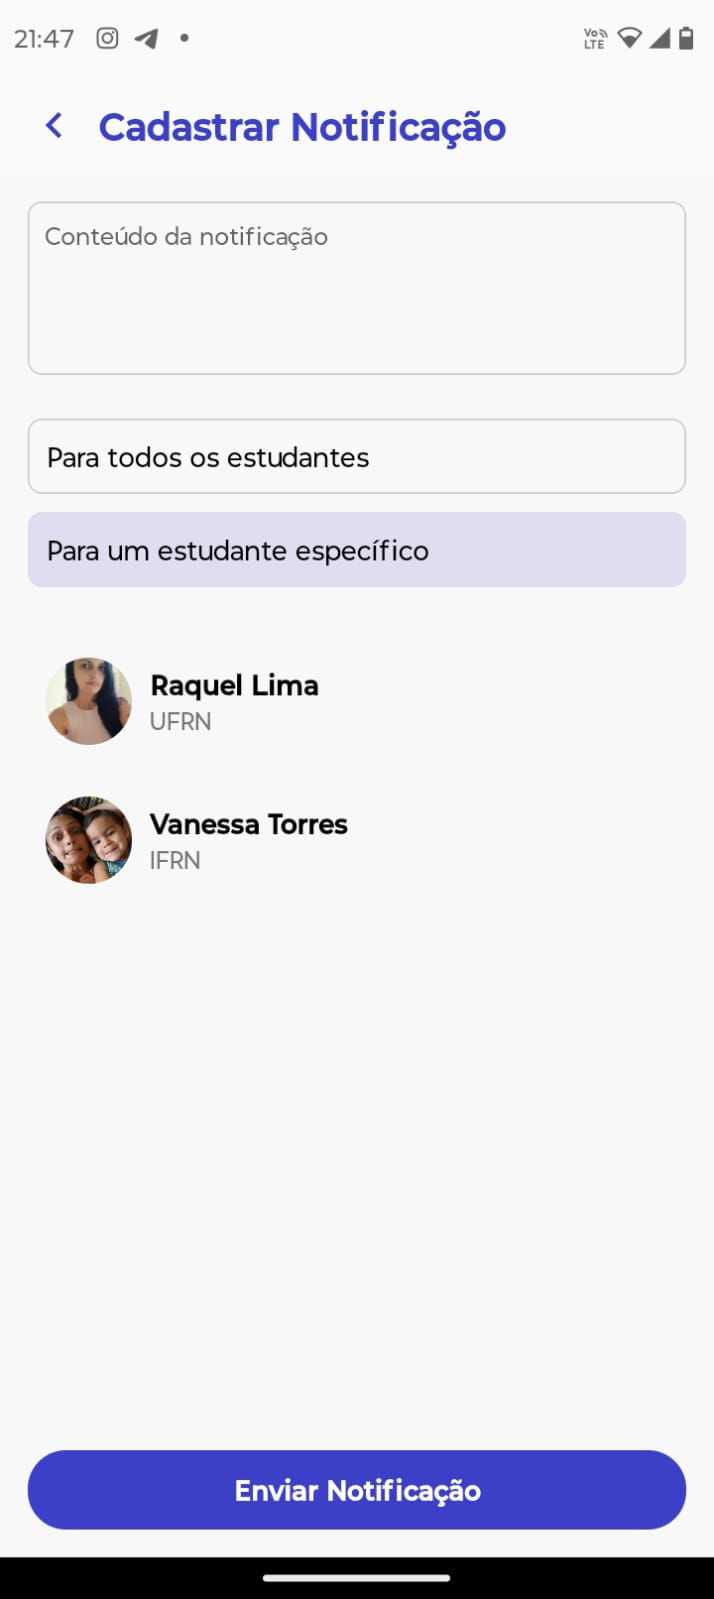 21:47
Vo LTE
Cadastrar Notificação
Conteúdo da notificação
Para todos os estudantes
Para um estudante específico
Raquel Lima
UFRN
Vanessa Torres
IFRN
Enviar Notificação